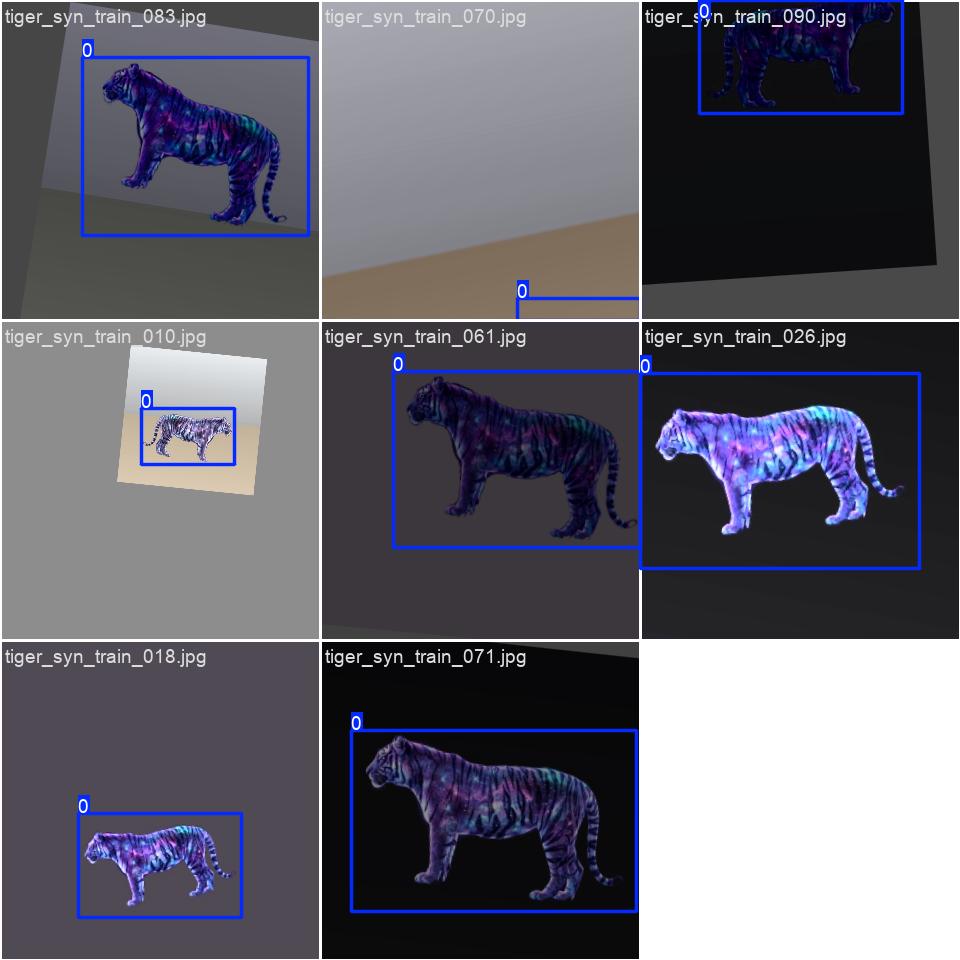 tiger_syn_train_083.jpg
0
tiger_syn_train_070.jpg
0
tiger_syn_train_090.jpg
0
tiger_syn_train_010.jpg
0
tiger_syn_train_061.jpg
0
tiger_syn_train_026.jpg
0
tiger_syn_train_018.jpg
0
tiger_syn_train_071.jpg
0